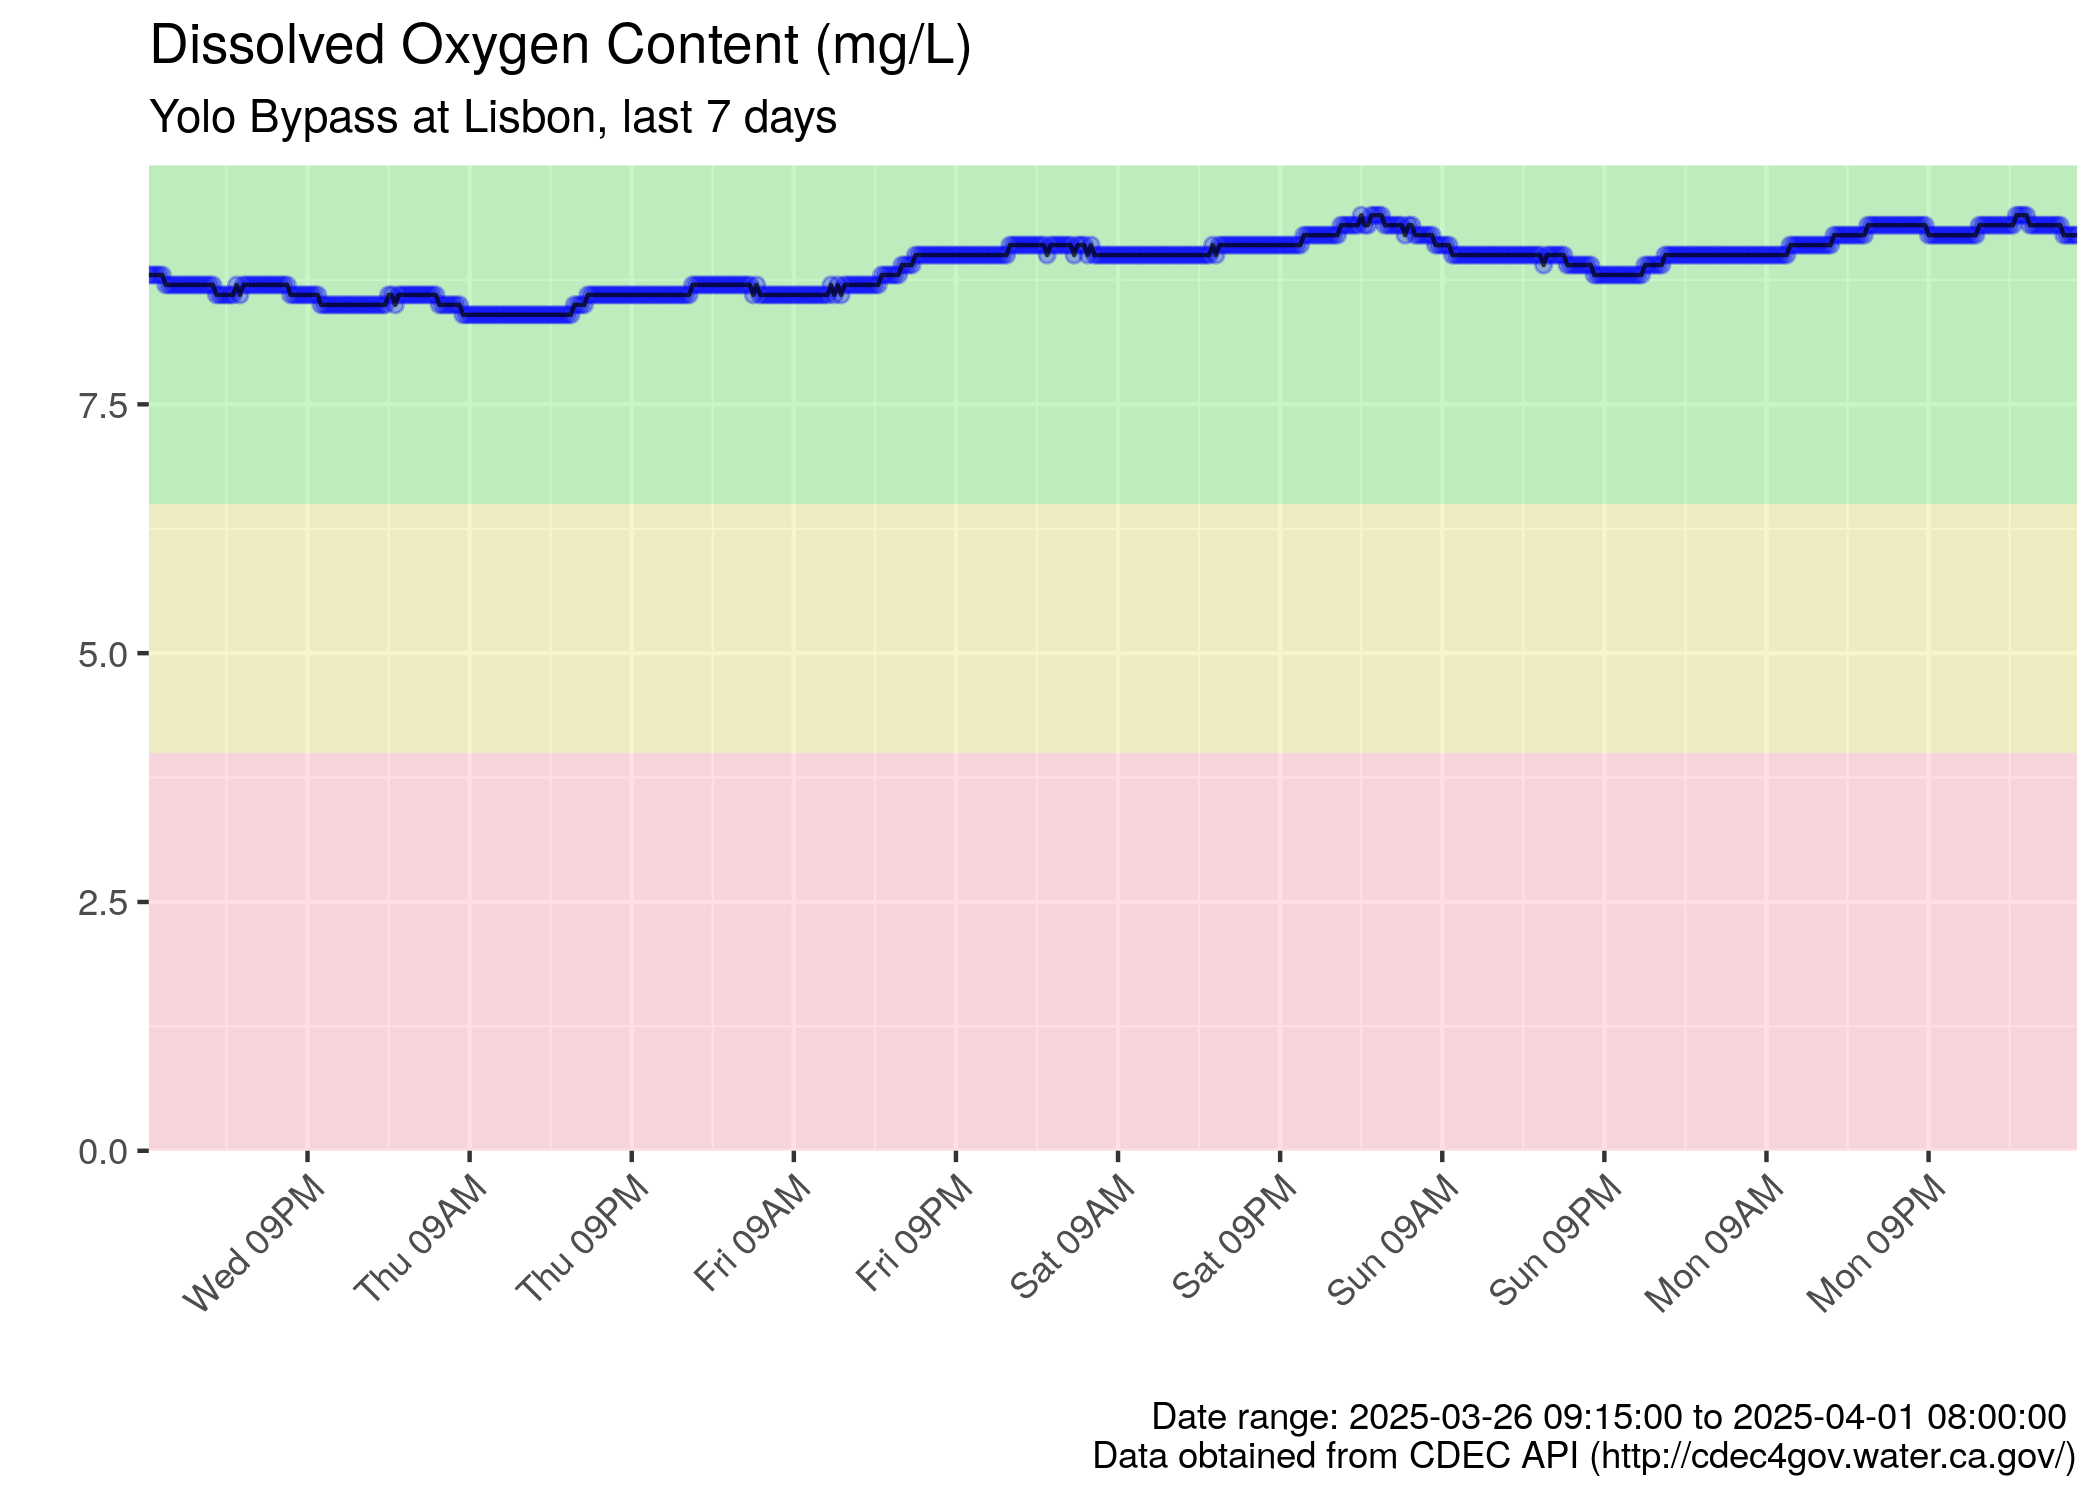 Dissolved Oxygen Content (mg/L)
Yolo Bypass at Lisbon, last 7 days
7.5
5.0
2.5
0.0
Wed 09PM
Thu 09AM
Thu 09PM
Fri 09AM
Fri 09PM
Sat 09AM
Sat 09PM
Sun 09AM
Sun 09PM
Mon 09AM
Mon 09PM
Date range: 2025-03-26 09:15:00 to 2025-04-01 08:00:00
Data obtained from CDEC API (http://cdec4gov.water.ca.gov/)